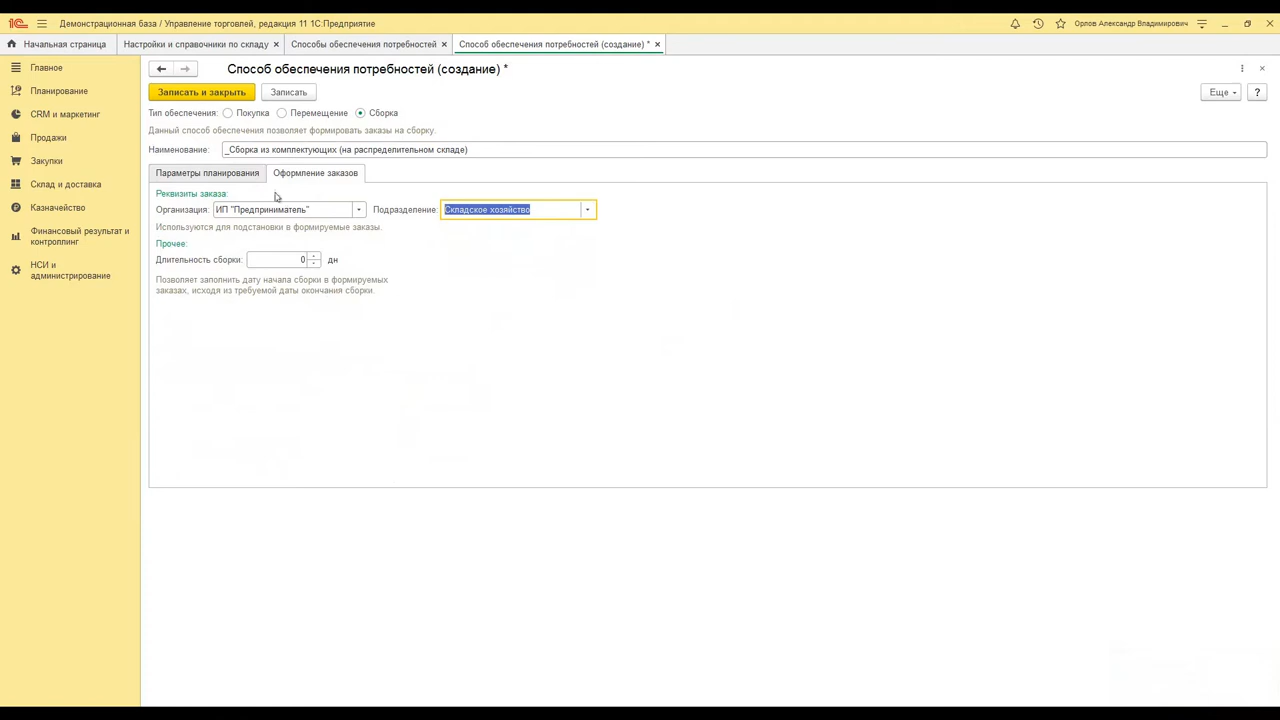 1С Демонстрационная база / Управление торговлей, редакция 11 1С:Предприятие Орлов Александр Владимирович
Начальная страница Настройки и справочники по складу × Способы обеспечения потребностей × Способ обеспечения потребностей (создание) * ×
Главное
Планирование
CRM и маркетинг
Продажи
Закупки
Склад и доставка
Казначейство
Финансовый результат и
контроллинг
НСИ и
администрирование
Способ обеспечения потребностей (создание) *
Записать и закрыть Записать Еще ?
Тип обеспечения: Покупка Перемещение Сборка
Данный способ обеспечения позволяет формировать заказы на сборку.
Наименование: _Сборка из комплектующих (на распределительном складе)
Параметры планирования Оформление заказов
Реквизиты заказа:
Организация: ИП "Предприниматель" Подразделение: Складское хозяйство
Используются для подстановки в формируемые заказы.
Прочее:
Длительность сборки: 0 дн
Позволяет заполнить дату начала сборки в формируемых
заказах, исходя из требуемой даты окончания сборки.